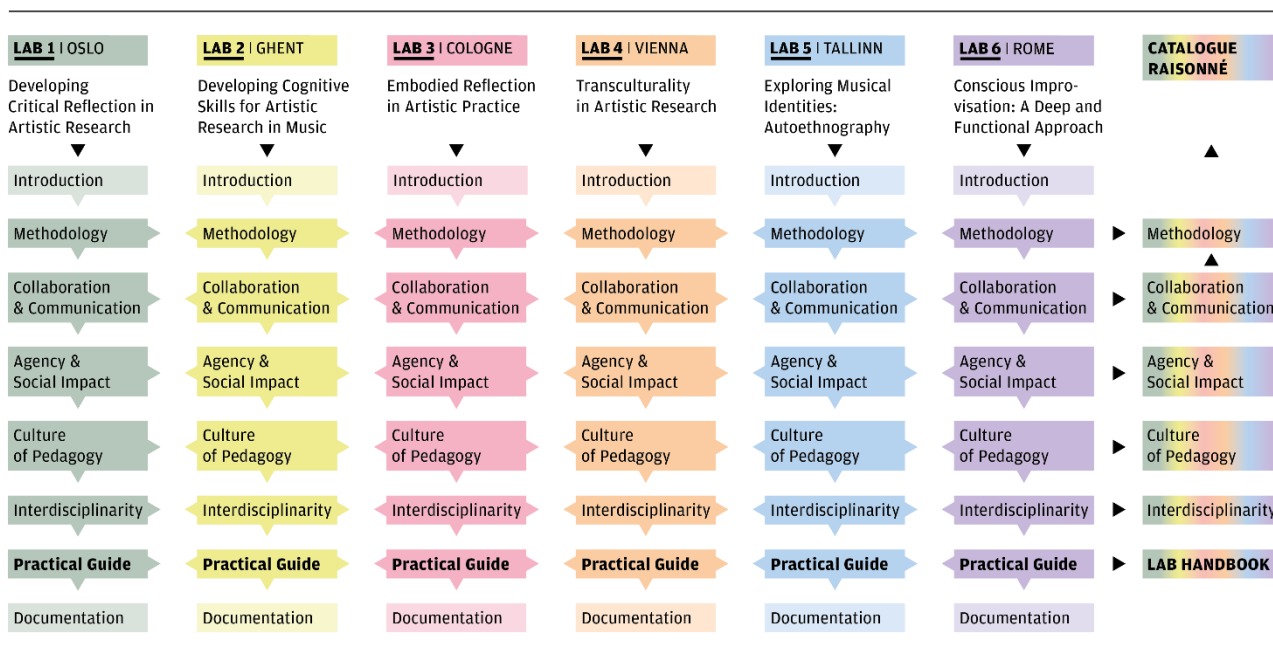 LAB 1 | OSLO
Developing
Critical Reflection in
Artistic Research
Introduction
Methodology
Collaboration
& Communication
Agency &
Social Impact
Culture
of Pedagogy
Interdisciplinarity
Practical Guide
Documentation
LAB 2 | GHENT
Developing Cognitive
Skills for Artistic
Research in Music
Introduction
Methodology
Collaboration
& Communication
Agency &
Social Impact
Culture
of Pedagogy
Interdisciplinarity
Practical Guide
Documentation
LAB 3 | COLOGNE
Embodied Reflection
in Artistic Practice
Introduction
Methodology
Collaboration
& Communication
Agency &
Social Impact
Culture
of Pedagogy
Interdisciplinarity
Practical Guide
Documentation
LAB 4 | VIENNA
Transculturality
in Artistic Research
Introduction
Methodology
Collaboration
& Communication
Agency &
Social Impact
Culture
of Pedagogy
Interdisciplinarity
Practical Guide
Documentation
LAB 5 | TALLINN
Exploring Musical
Identities:
Autoethnography
Introduction
Methodology
Collaboration
& Communication
Agency &
Social Impact
Culture
of Pedagogy
Interdisciplinarity
Practical Guide
Documentation
LAB 6 | ROME
Conscious Impro-
visation: A Deep and
Functional Approach
Introduction
Methodology
Collaboration
& Communication
Agency &
Social Impact
Culture
of Pedagogy
Interdisciplinarity
Practical Guide
Documentation
CATALOGUE
RAISONNÉ
Methodology
Collaboration
& Communication
Agency &
Social Impact
Culture
of Pedagogy
Interdisciplinarity
LAB HANDBOOK